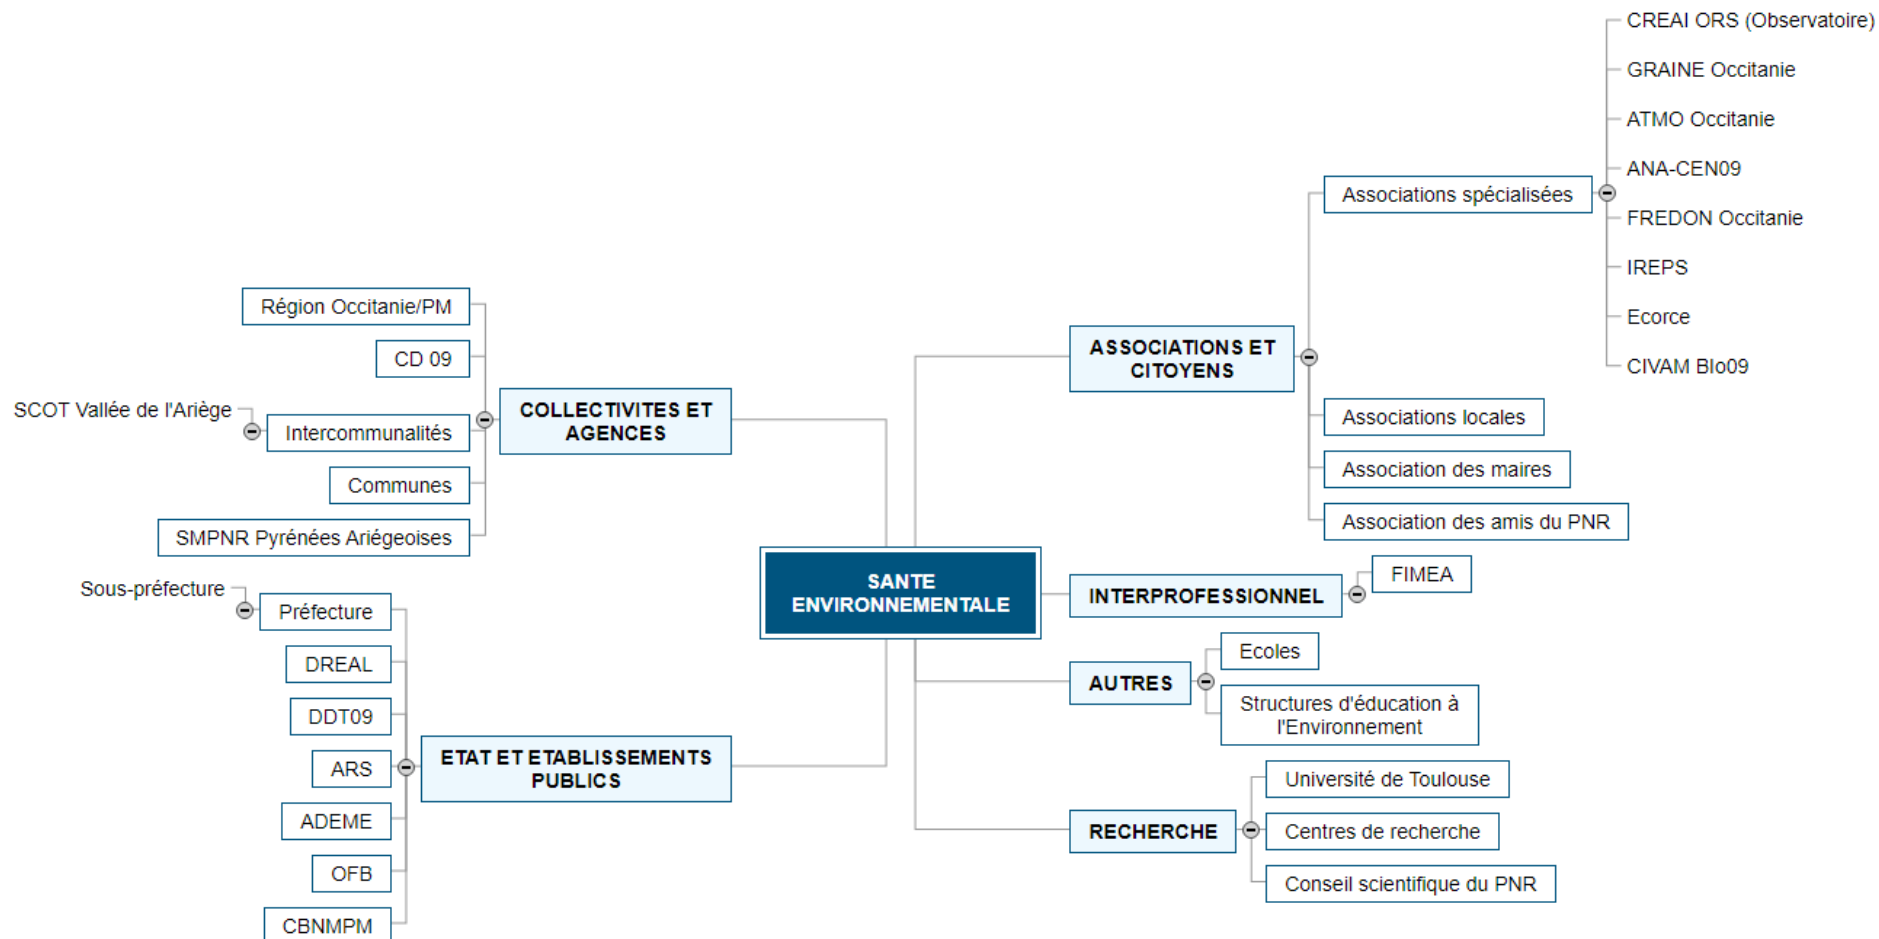 SANTE
ENVIRONNEMENTALE
COLLECTIVITES ET
AGENCES
Région Occitanie/PM
CD 09
Intercommunalités
SCOT Vallée de l'Ariège
Communes
SMPNR Pyrénées Ariégeoises
ETAT ET ETABLISSEMENTS
PUBLICS
Préfecture
Sous-préfecture
DREAL
DDT09
ARS
ADEME
OFB
CBNMPM
ASSOCIATIONS ET
CITOYENS
Associations spécialisées
CREAI ORS (Observatoire)
GRAINE Occitanie
ATMO Occitanie
ANA-CEN09
FREDON Occitanie
IREPS
Ecorce
CIVAM BIo09
Associations locales
Association des maires
Association des amis du PNR
INTERPROFESSIONNEL
FIMEA
AUTRES
Ecoles
Structures d'éducation à
l'Environnement
RECHERCHE
Université de Toulouse
Centres de recherche
Conseil scientifique du PNR